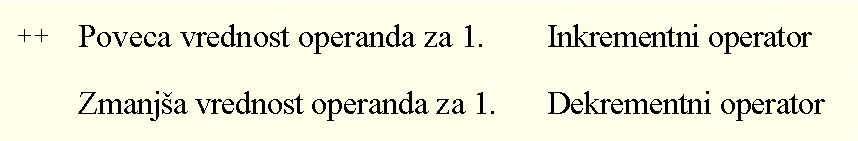 ++ Poveca vrednost operanda za 1. Inkrementni operator
Zmanjša vrednost operanda za 1. Dekrementni operator